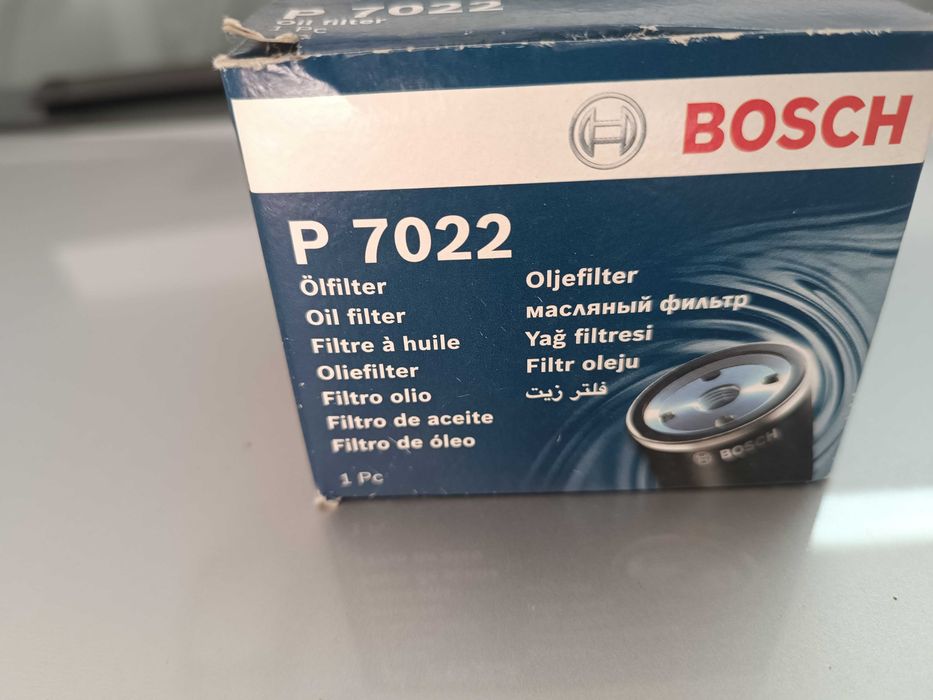 P 7022
Oil filter
BOSCH
P 7022
Ölfilter
Oil filter
Filtre à huile
Oliefilter
Filtro olio
Filtro de aceite
Filtro de óleo
1 Pc
Oljefilter
масляный фильтр
Yağ filtresi
Filtr oleju
فلتر زيت
BOSCH